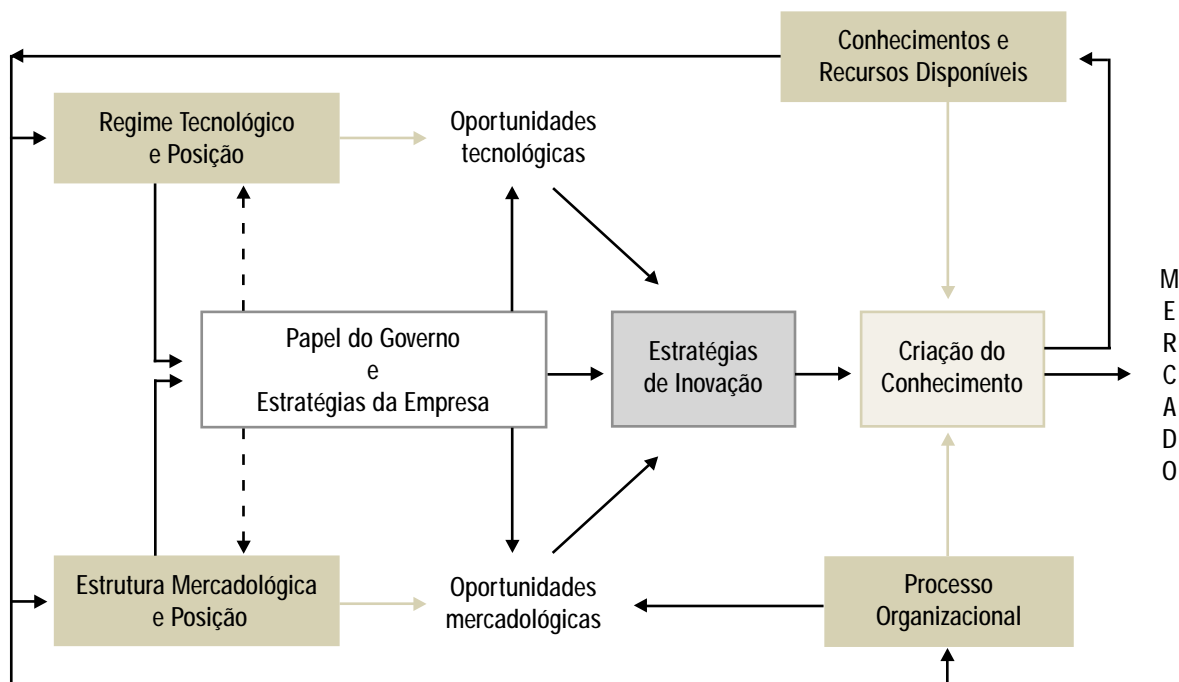 Conhecimentos e
Recursos Disponíveis
Regime Tecnológico
e Posição
Oportunidades
tecnológicas
Papel do Governo
e
Estratégias da Empresa
Estratégias
de Inovação
Criação do
Conhecimento
M
E
R
C
A
D
O
Estrutura Mercadológica
e Posição
Oportunidades
mercadológicas
Processo
Organizacional